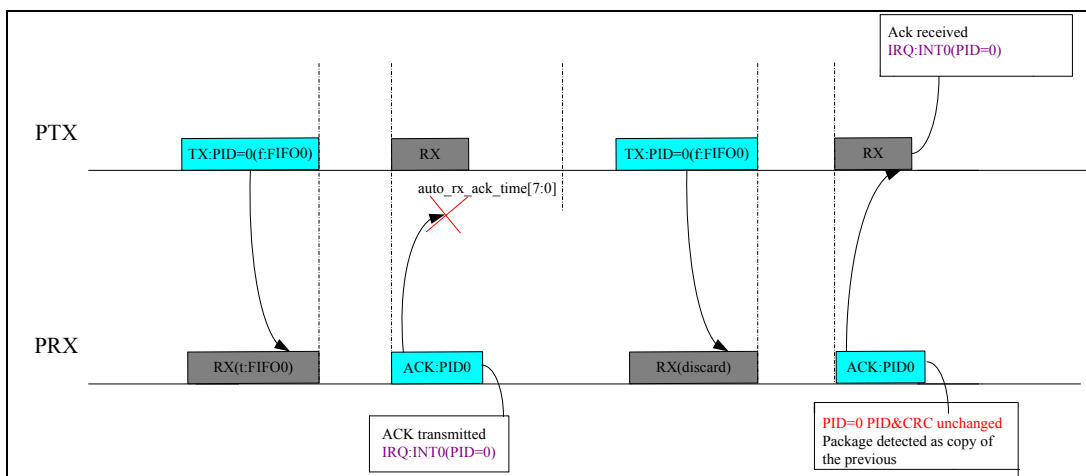 Ack received
IRQ:INT0(PID=0)
PTX
TX:PID=0(f:FIFO0)
RX
TX:PID=0(f:FIFO0)
RX
auto_rx_ack_time[7:0]
PRX
RX(t:FIFO0)
ACK:PID0
RX(discard)
ACK:PID0
ACK transmitted
IRQ:INT0(PID=0)
PID=0 PID&CRC unchanged
Package detected as copy of
the previous